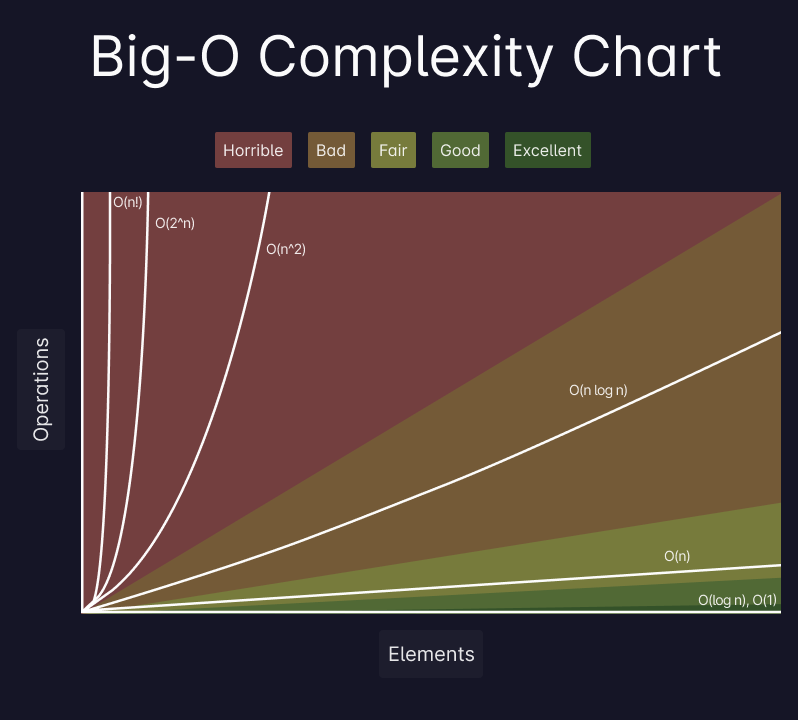 Big-O Complexity Chart
Horrible Bad Fair Good Excellent
O(n!)
O(2^n)
O(n^2)
Operations
O(n log n)
O(n)
O(log n), O(1)
Elements